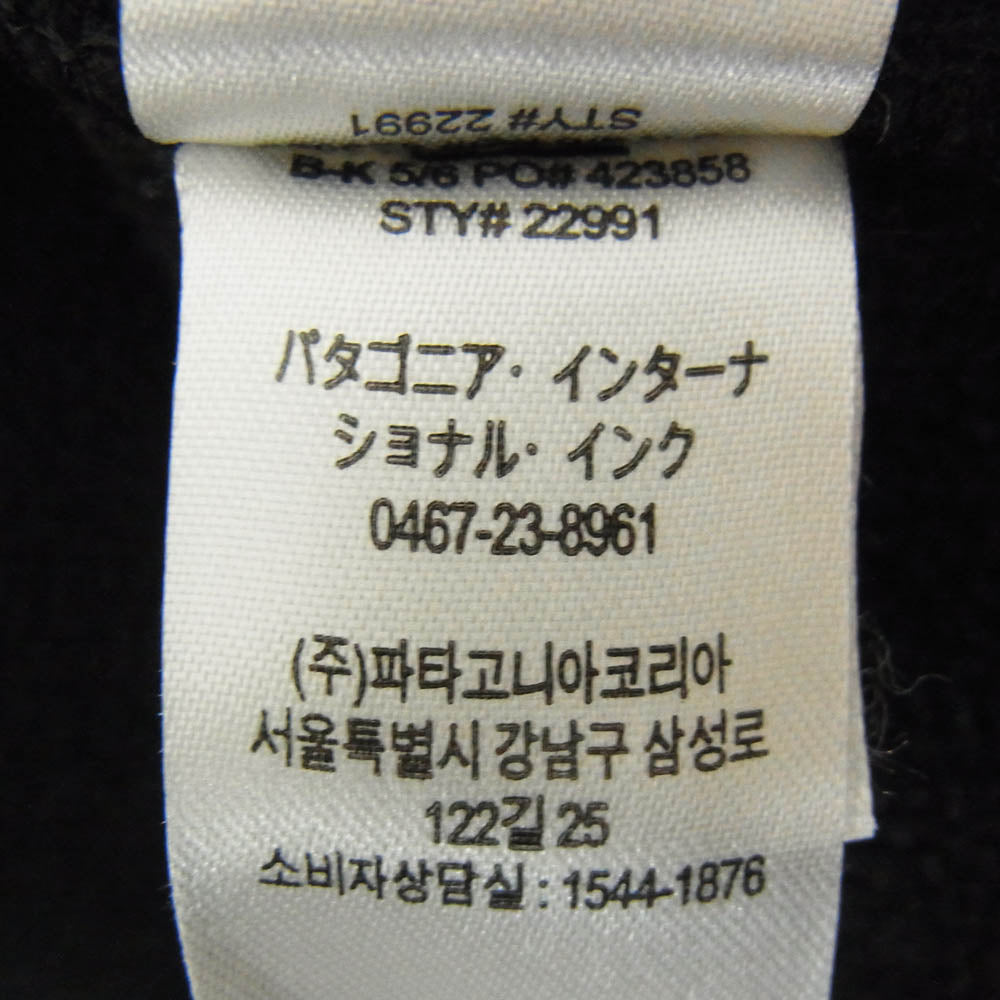 STY# 22991
B-K 5/6 PO# 423858
STY# 22991
パタゴニア・インターナ
ショナル・インク
0467-23-8961
(주)파타고니아코리아
서울특별시 강남구 삼성로
122길 25
소비자상담실 : 1544-1876